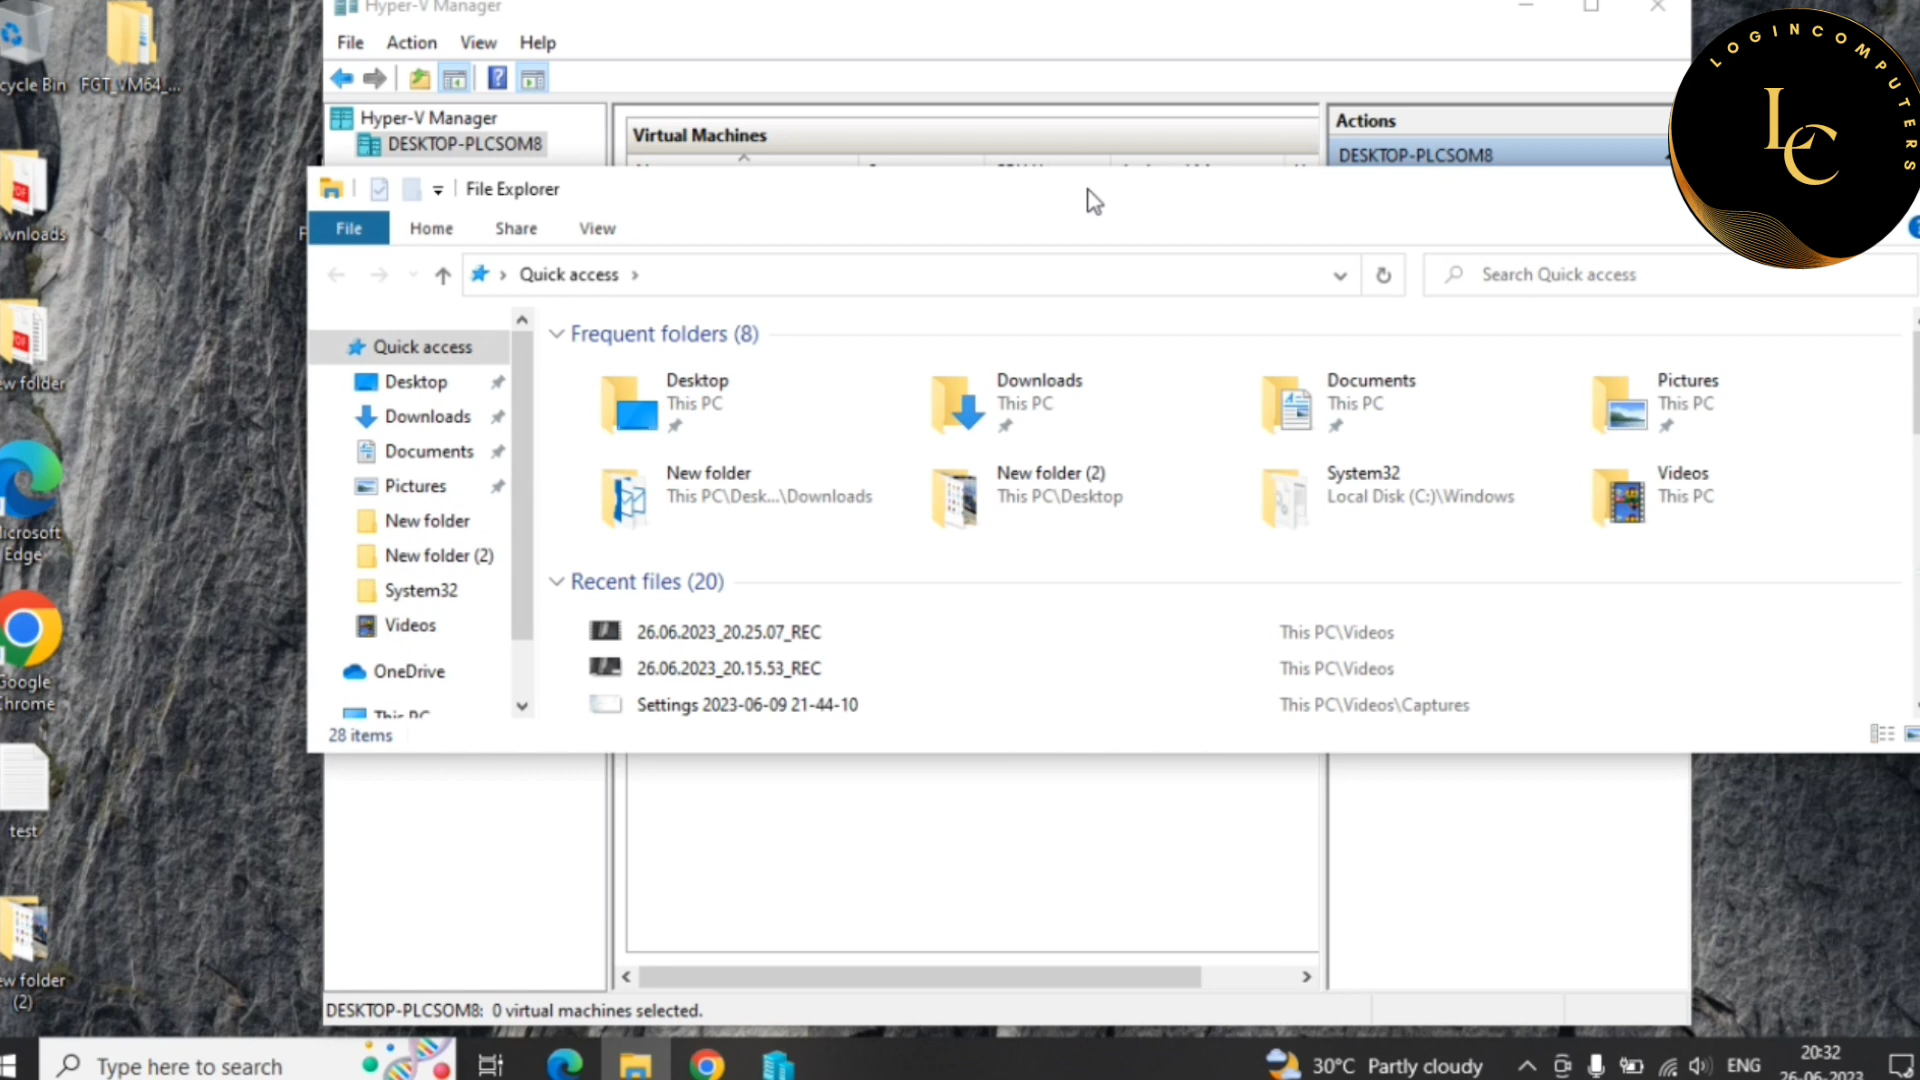 Hyper-V Manager
File Action View Help
Hyper-V Manager
DESKTOP-PLCSOM8
Virtual Machines
Actions
DESKTOP-PLCSOM8
LOGINCOMPUTERS
LC
File Explorer
File Home Share View
Quick access
Search Quick access
Quick access
Desktop
Downloads
Documents
Pictures
New folder
New folder (2)
System32
Videos
OneDrive
This PC
28 items
Frequent folders (8)
Desktop
This PC
Downloads
This PC
Documents
This PC
Pictures
This PC
New folder
This PC\Desk...\Downloads
New folder (2)
This PC\Desktop
System32
Local Disk (C:)\Windows
Videos
This PC
Recent files (20)
26.06.2023_20.25.07_REC This PC\Videos
26.06.2023_20.15.53_REC This PC\Videos
Settings 2023-06-09 21-44-10 This PC\Videos\Captures
DESKTOP-PLCSOM8: 0 virtual machines selected.
cycle Bin
FGT_VM64_...
wnloads
ew folder
Microsoft
Edge
Google
Chrome
test
ew folder
(2)
Type here to search
30°C Partly cloudy
ENG
20:32
26-06-2023